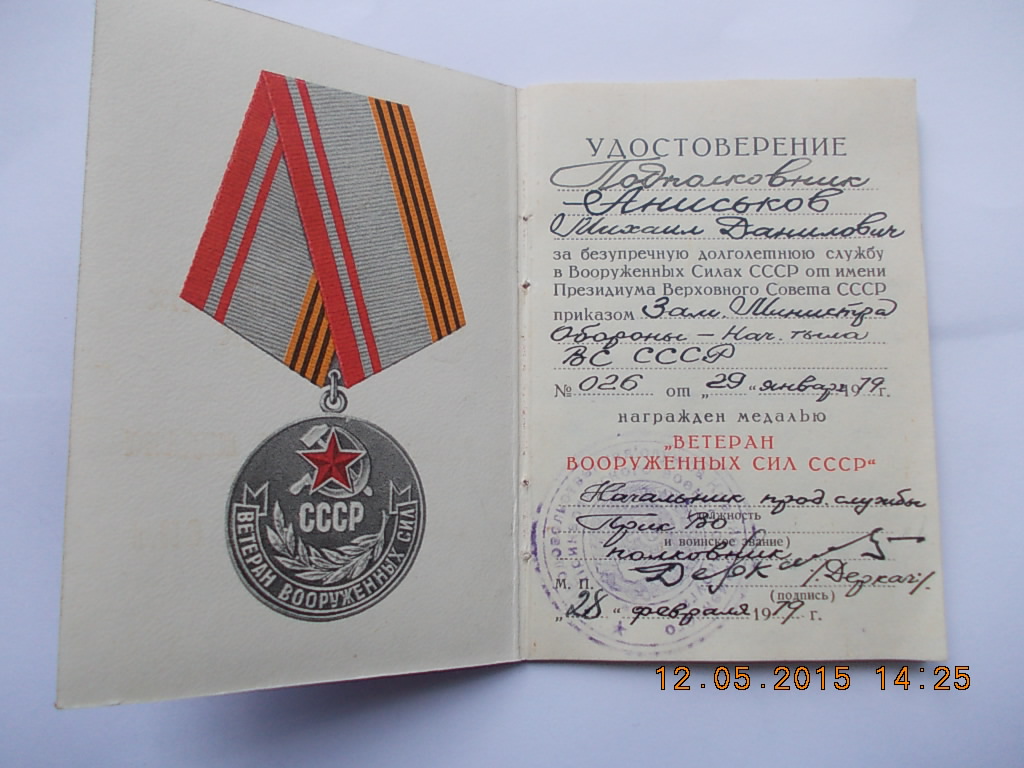 СССР
ВЕТЕРАН ВООРУЖЕННЫХ СИЛ
УДОСТОВЕРЕНИЕ
Подполковник
Аниськов
Михаил Данилович
за безупречную долголетнюю службу
в Вооруженных Силах СССР от имени
Президиума Верховного Совета СССР
приказом Зам. Министра
Обороны – Нач. тыла
ВС СССР
№ 026 от „29“ января 1979 г.
награжден медалью
„ВЕТЕРАН
ВООРУЖЕННЫХ СИЛ СССР“
Начальник прод. службы
(должность
Прик ВО
и воинское звание)
полковник
М. П. /Деркач/
(подпись)
„28“ февраля 1979 г.
12.05.2015 14:25